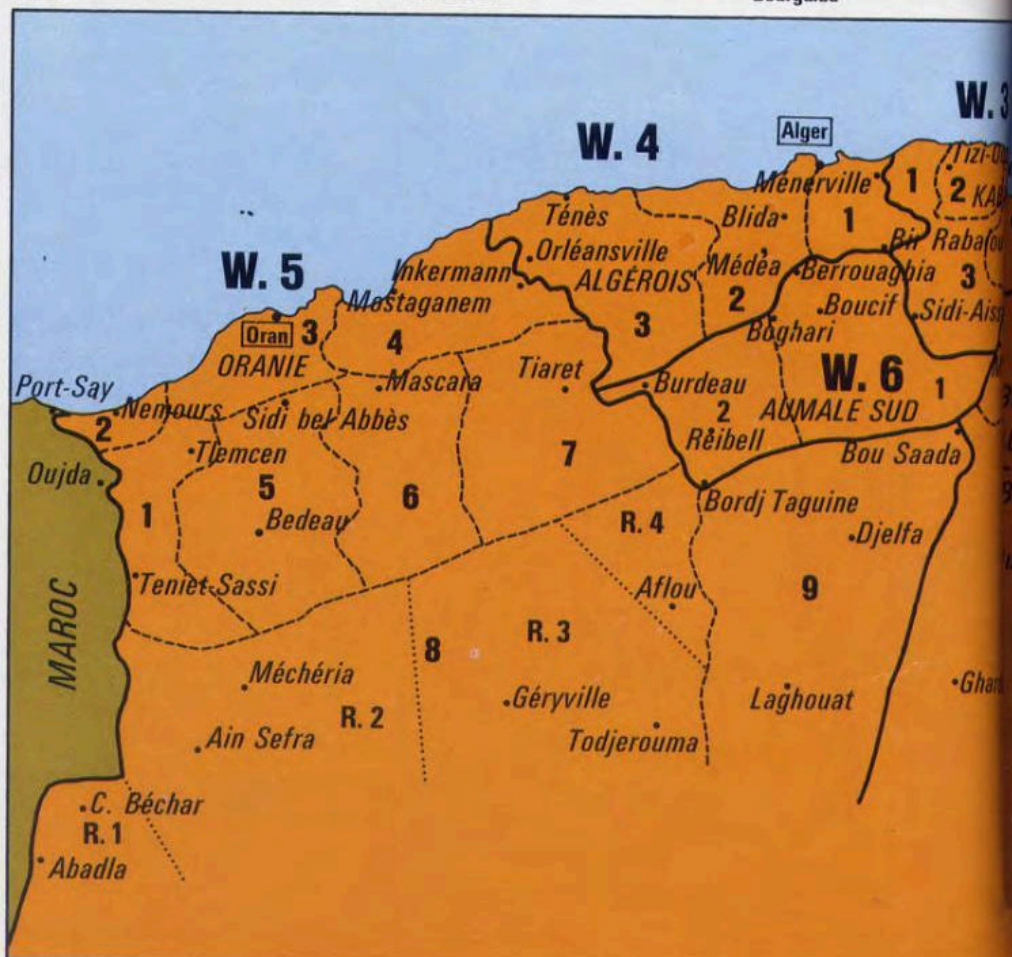 W. 3
W. 4
Alger
Ménerville
1
2
Ténès
Blida
1
Orléansville
Bir Rabalou
ALGÉROIS
Médéa
Berrouaghia
3
W. 5
Inkermann
2
Boucif
Sidi-Aiss
Mostaganem
3
Boghari
Oran
3
4
ORANIE
Tiaret
W. 6
1
Port-Say
Mascara
Burdeau
2
AUMALE SUD
Nemours
2
Sidi bel Abbès
Reibell
Bou Saada
Tlemcen
7
Oujda
5
6
Bordj Taguine
1
Bedeau
R. 4
Djelfa
Teniet-Sassi
Aflou
9
MAROC
8
R. 3
Méchéria
Géryville
Laghouat
R. 2
Ain Sefra
Todjerouma
C. Béchar
R. 1
Abadla